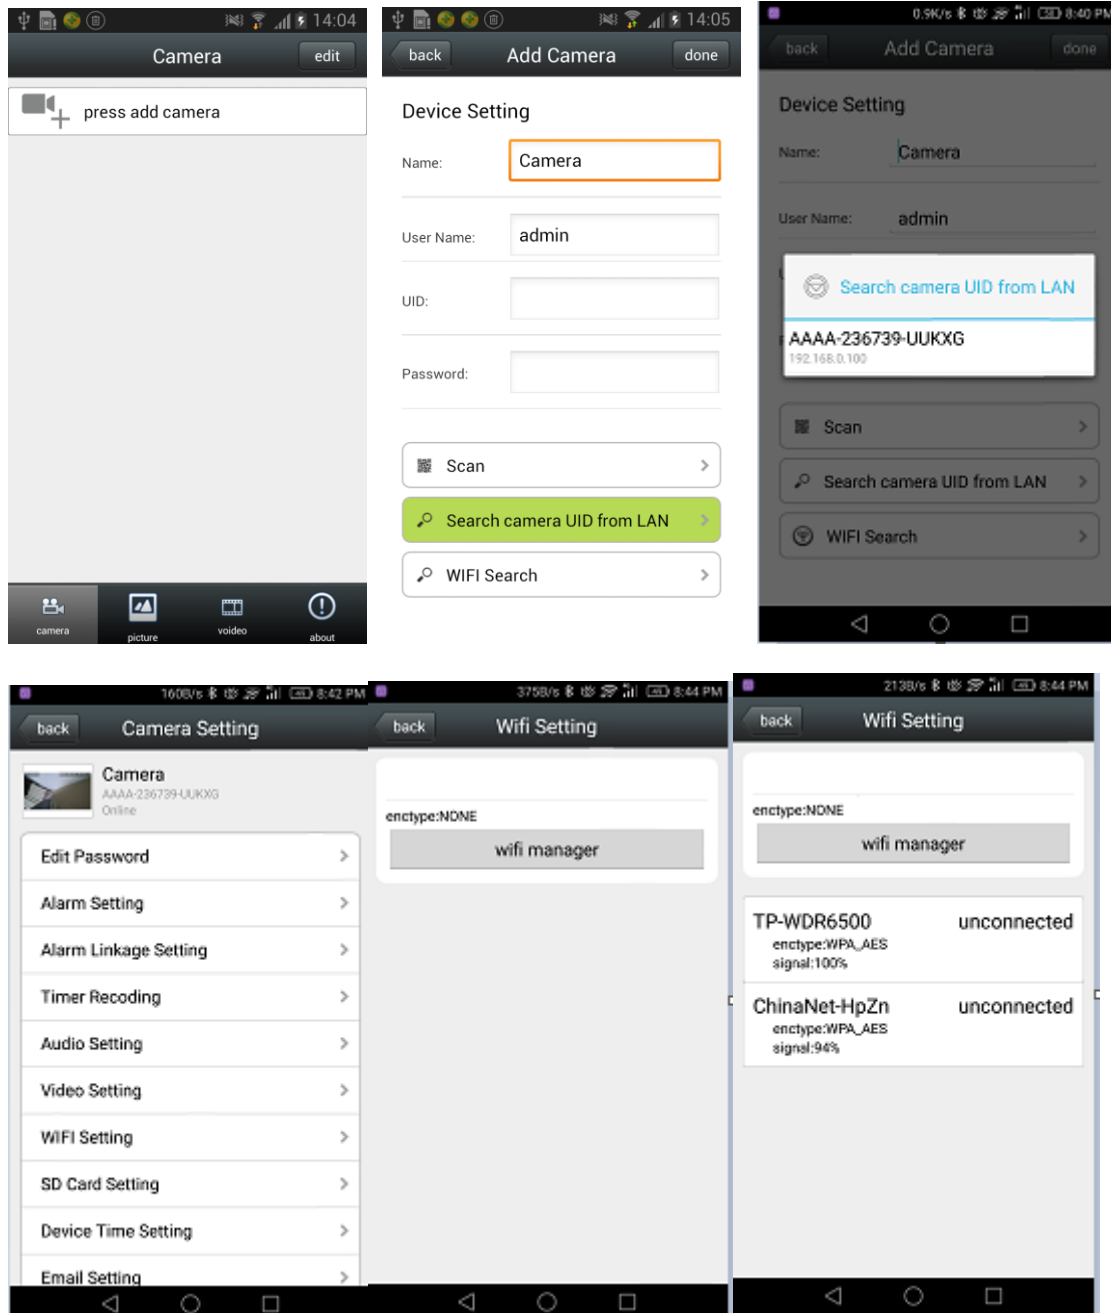 14:04
Camera
edit
press add camera
camera
picture
voideo
about
14:05
back
Add Camera
done
Device Setting
Name:
Camera
User Name:
admin
UID:
Password:
Scan
Search camera UID from LAN
WIFI Search
0.9K/s
8:40 PM
back
Add Camera
done
Device Setting
Name:
Camera
User Name:
admin
Search camera UID from LAN
AAAA-236739-UUKXG
192.168.0.100
Scan
Search camera UID from LAN
WIFI Search
160B/s
8:42 PM
back
Camera Setting
Camera
AAAA-236739-UUKXG
Online
Edit Password
Alarm Setting
Alarm Linkage Setting
Timer Recoding
Audio Setting
Video Setting
WIFI Setting
SD Card Setting
Device Time Setting
Email Setting
375B/s
8:44 PM
back
Wifi Setting
enctype:NONE
wifi manager
213B/s
8:44 PM
back
Wifi Setting
enctype:NONE
wifi manager
TP-WDR6500 unconnected
enctype:WPA_AES
signal:100%
ChinaNet-HpZn unconnected
enctype:WPA_AES
signal:94%